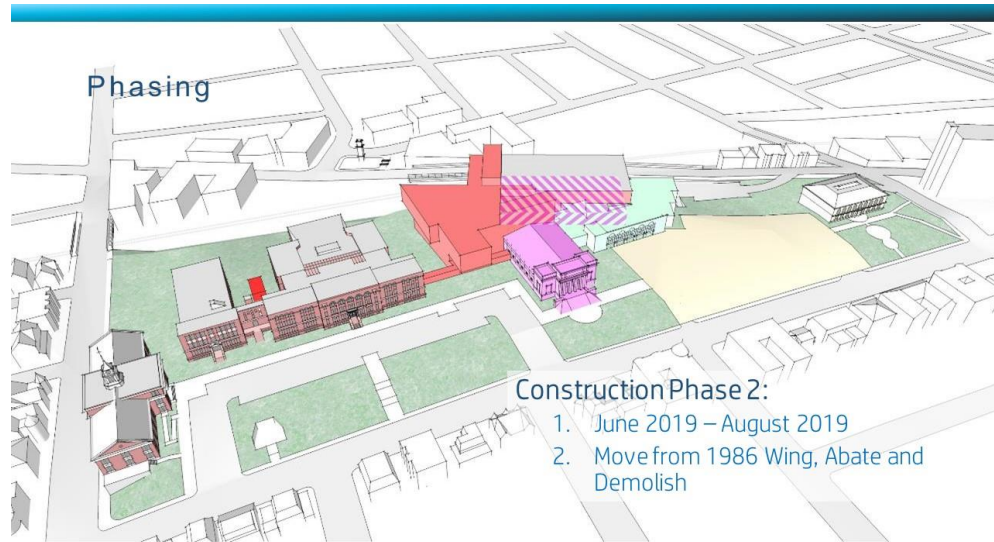 Phasing
Construction Phase 2:
1. June 2019 – August 2019
2. Move from 1986 Wing, Abate and
Demolish